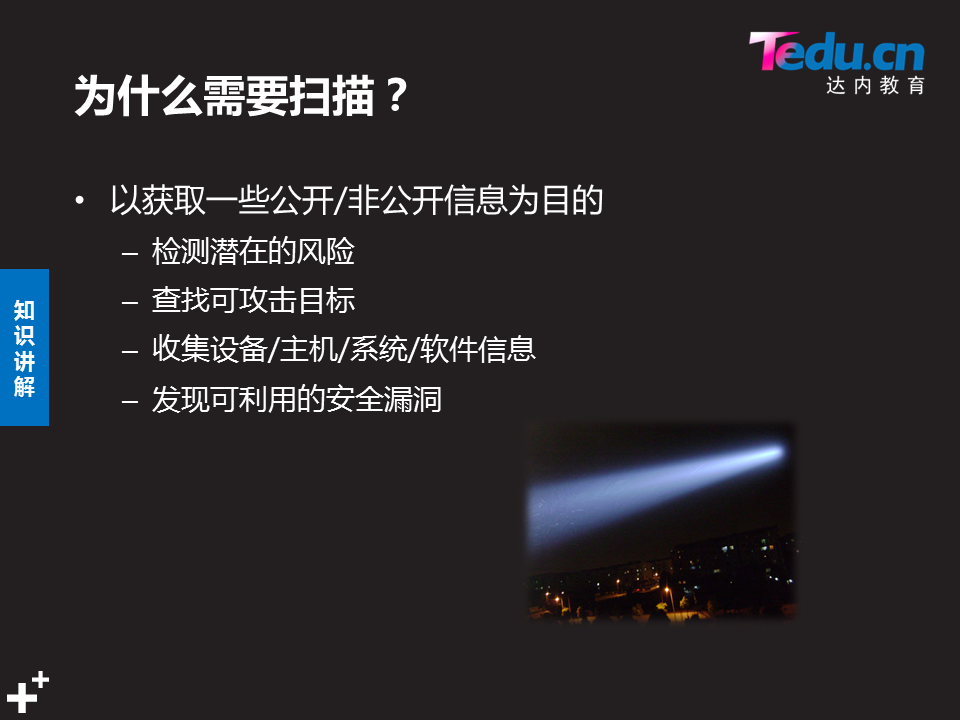 Tedu.cn
达内教育
为什么需要扫描？
• 以获取一些公开/非公开信息为目的
– 检测潜在的风险
– 查找可攻击目标
– 收集设备/主机/系统/软件信息
– 发现可利用的安全漏洞
知识讲解